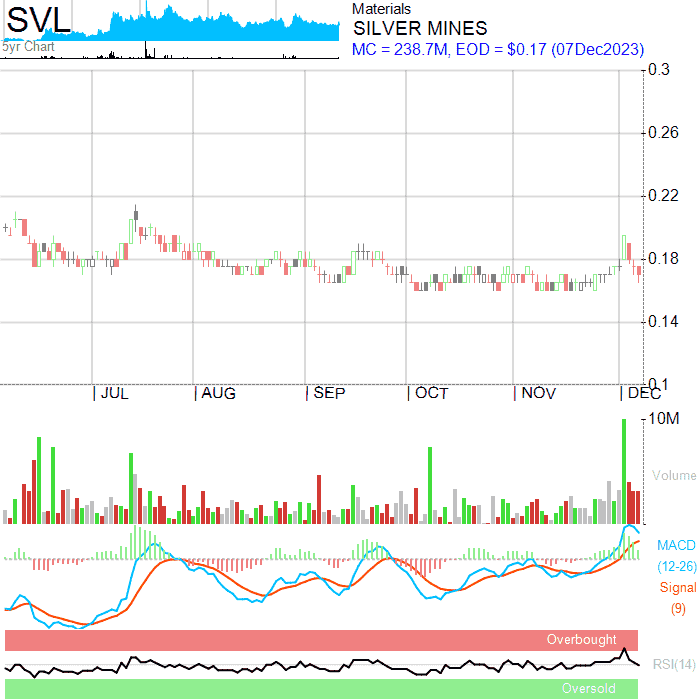 SVL
5yr Chart
Materials
SILVER MINES
MC = 238.7M, EOD = $0.17 (07Dec2023)
0.3
0.26
0.22
0.18
0.14
0.1
JUL AUG SEP OCT NOV DEC
10M
Volume
MACD
(12-26)
Signal
(9)
Overbought
RSI(14)
Oversold